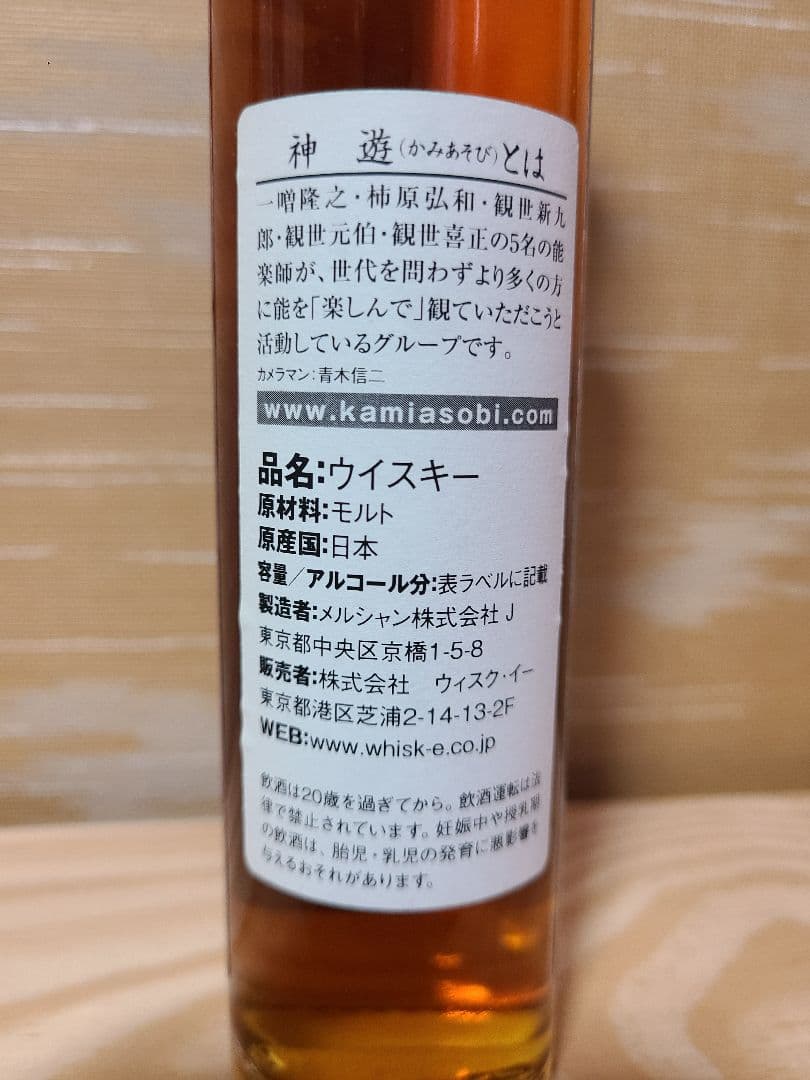 神 遊(かみあそび)とは
一噌隆之・柿原弘和・観世新九
郎・観世元伯・観世喜正の5名の能
楽師が、世代を問わずより多くの方
に能を「楽しんで」観ていただこうと
活動しているグループです。
カメラマン:青木信二
www.kamiasobi.com
品名:ウイスキー
原材料:モルト
原産国:日本
容量/アルコール分:表ラベルに記載
製造者:メルシャン株式会社 J
東京都中央区京橋1-5-8
販売者:株式会社 ウィスク・イー
東京都港区芝浦2-14-13-2F
WEB:www.whisk-e.co.jp
飲酒は20歳を過ぎてから。飲酒運転は法
律で禁止されています。妊娠中や授乳期
の飲酒は、胎児・乳児の発育に悪影響を
与えるおそれがあります。